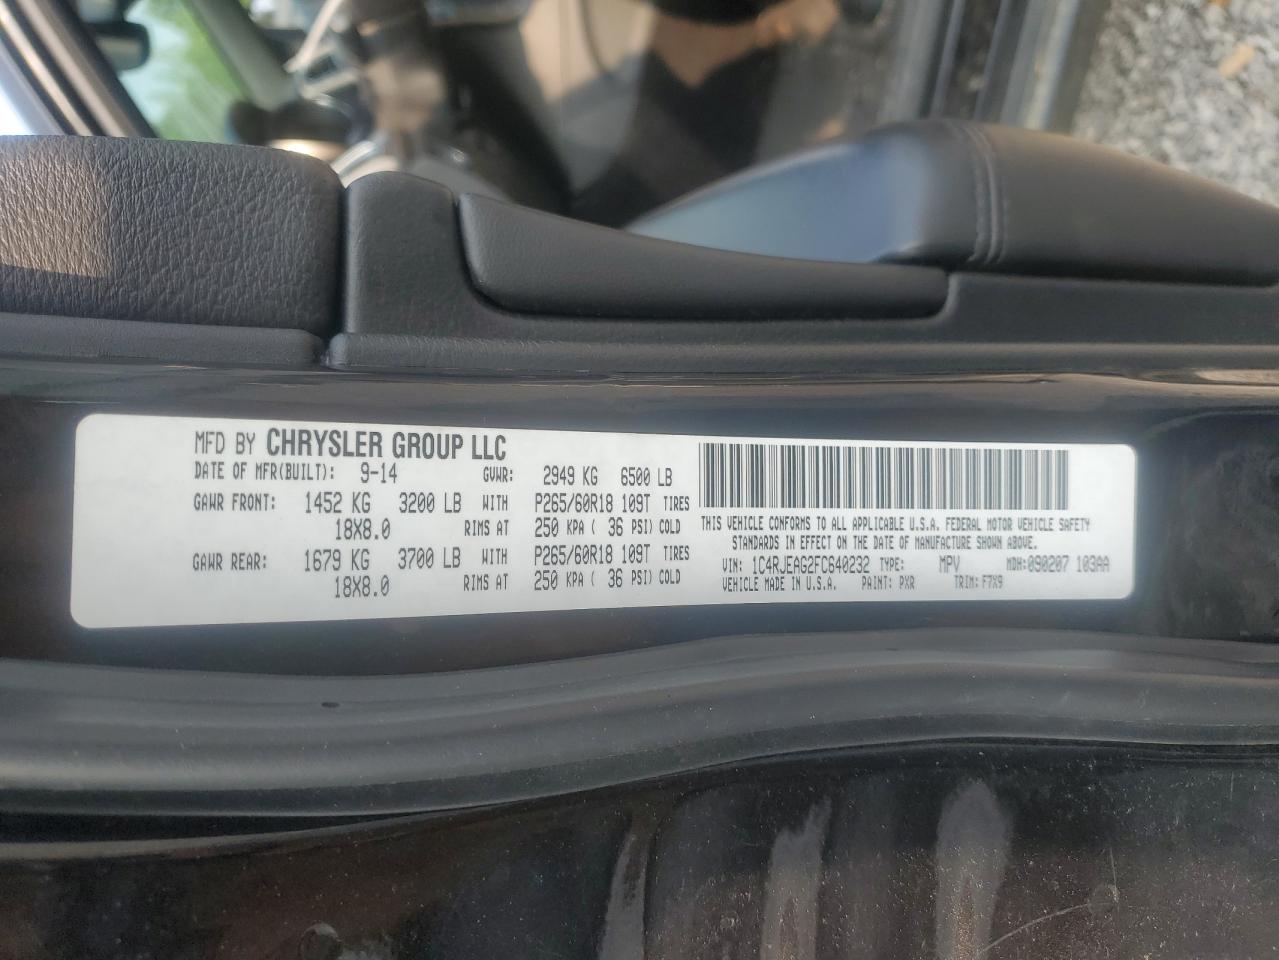 MFD BY CHRYSLER GROUP LLC
DATE OF MFR(BUILT): 9-14 GVWR: 2949 KG 6500 LB
GAWR FRONT: 1452 KG 3200 LB WITH P265/60R18 109T TIRES
18X8.0 RIMS AT 250 KPA ( 36 PSI) COLD
GAWR REAR: 1679 KG 3700 LB WITH P265/60R18 109T TIRES
18X8.0 RIMS AT 250 KPA ( 36 PSI) COLD
THIS VEHICLE CONFORMS TO ALL APPLICABLE U.S.A. FEDERAL MOTOR VEHICLE SAFETY
STANDARDS IN EFFECT ON THE DATE OF MANUFACTURE SHOWN ABOVE.
VIN: 1C4RJEAG2FC640232 TYPE: MPV MDH:090207 103AA
VEHICLE MADE IN U.S.A. PAINT: PXR TRIM: F7X9